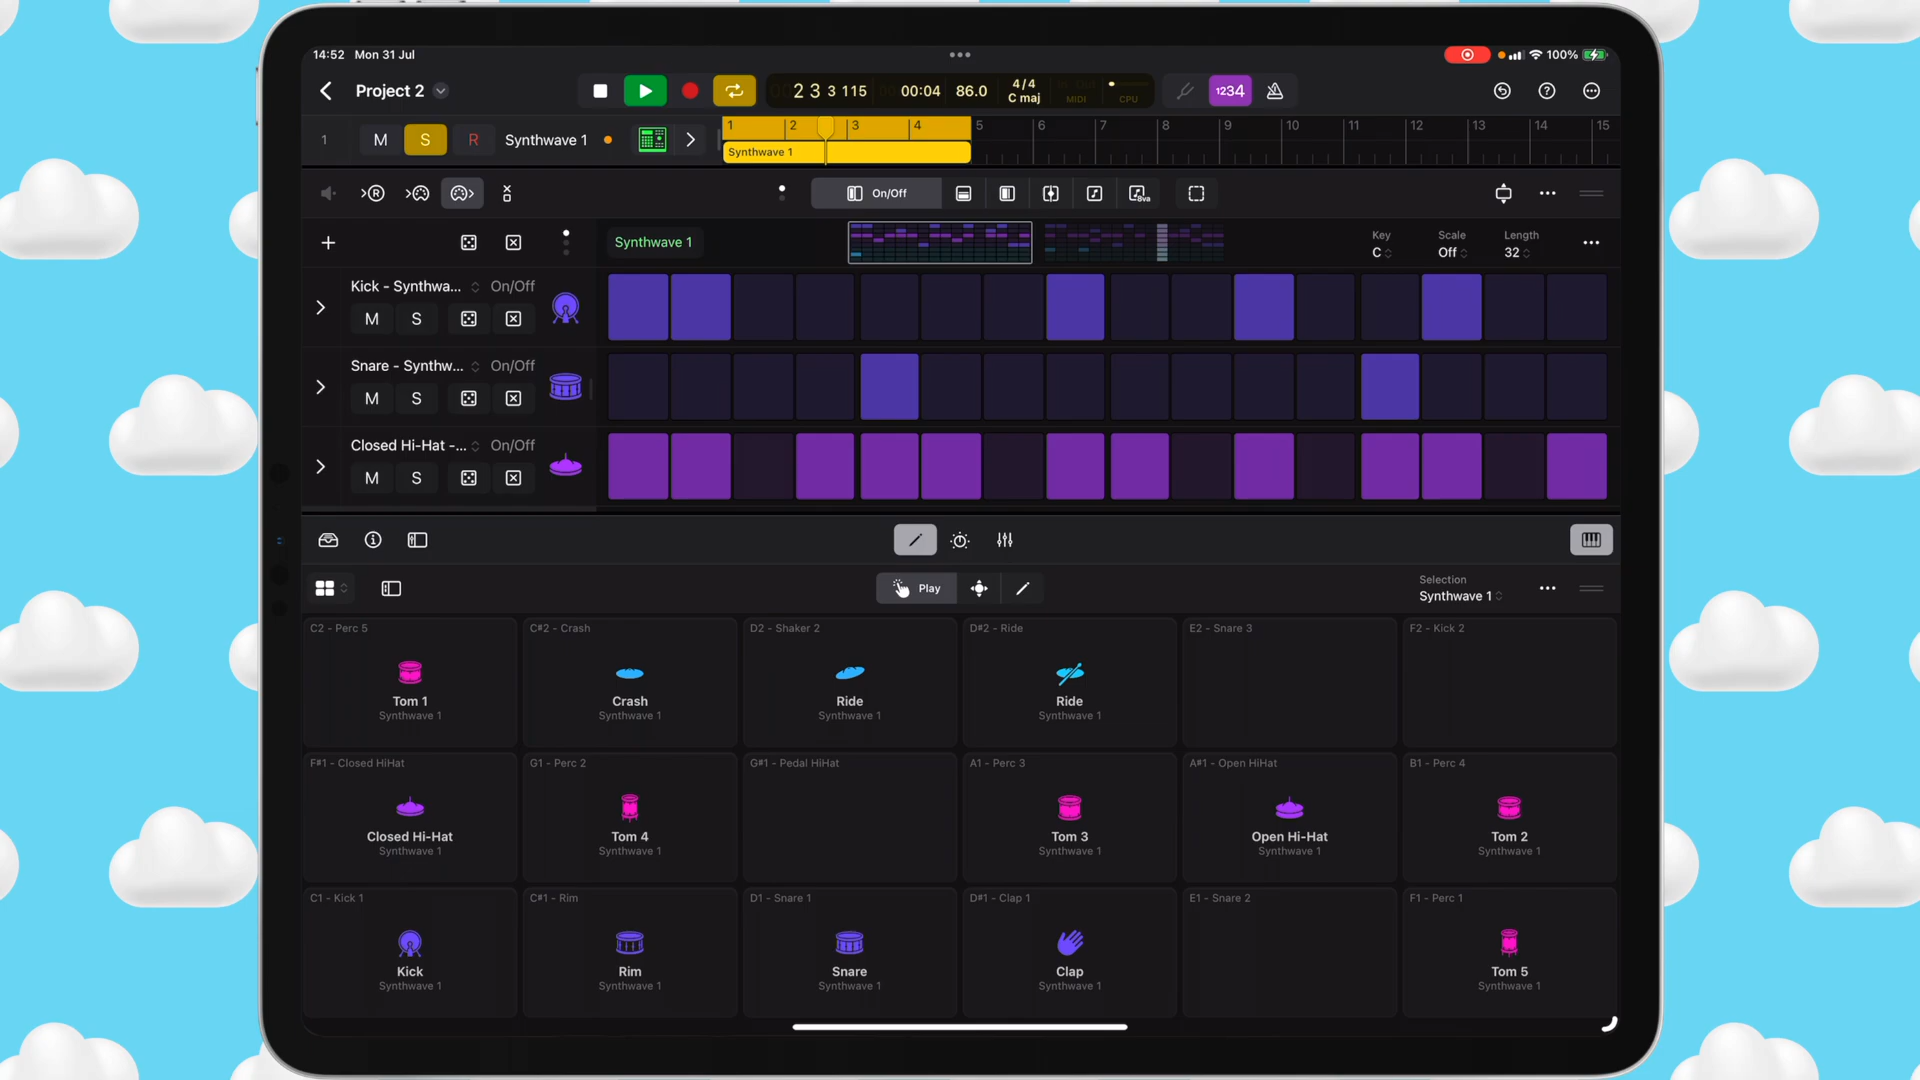 14:52 Mon 31 Jul
100%
Project 2
2 3 3 115
00:04
86.0
4/4
C maj
In Out
MIDI
CPU
1234
1
M
S
R
Synthwave 1
1 2 3 4 5 6 7 8 9 10 11 12 13 14 15
Synthwave 1
On/Off
Synthwave 1
Key
C
Scale
Off
Length
32
Kick - Synthwa...
On/Off
M
S
Snare - Synthw...
On/Off
M
S
Closed Hi-Hat -...
On/Off
M
S
Play
Selection
Synthwave 1
C2 - Perc 5
Tom 1
Synthwave 1
C#2 - Crash
Crash
Synthwave 1
D2 - Shaker 2
Ride
Synthwave 1
D#2 - Ride
Ride
Synthwave 1
E2 - Snare 3
F2 - Kick 2
F#1 - Closed HiHat
Closed Hi-Hat
Synthwave 1
G1 - Perc 2
Tom 4
Synthwave 1
G#1 - Pedal HiHat
A1 - Perc 3
Tom 3
Synthwave 1
A#1 - Open HiHat
Open Hi-Hat
Synthwave 1
B1 - Perc 4
Tom 2
Synthwave 1
C1 - Kick 1
Kick
Synthwave 1
C#1 - Rim
Rim
Synthwave 1
D1 - Snare 1
Snare
Synthwave 1
D#1 - Clap 1
Clap
Synthwave 1
E1 - Snare 2
F1 - Perc 1
Tom 5
Synthwave 1